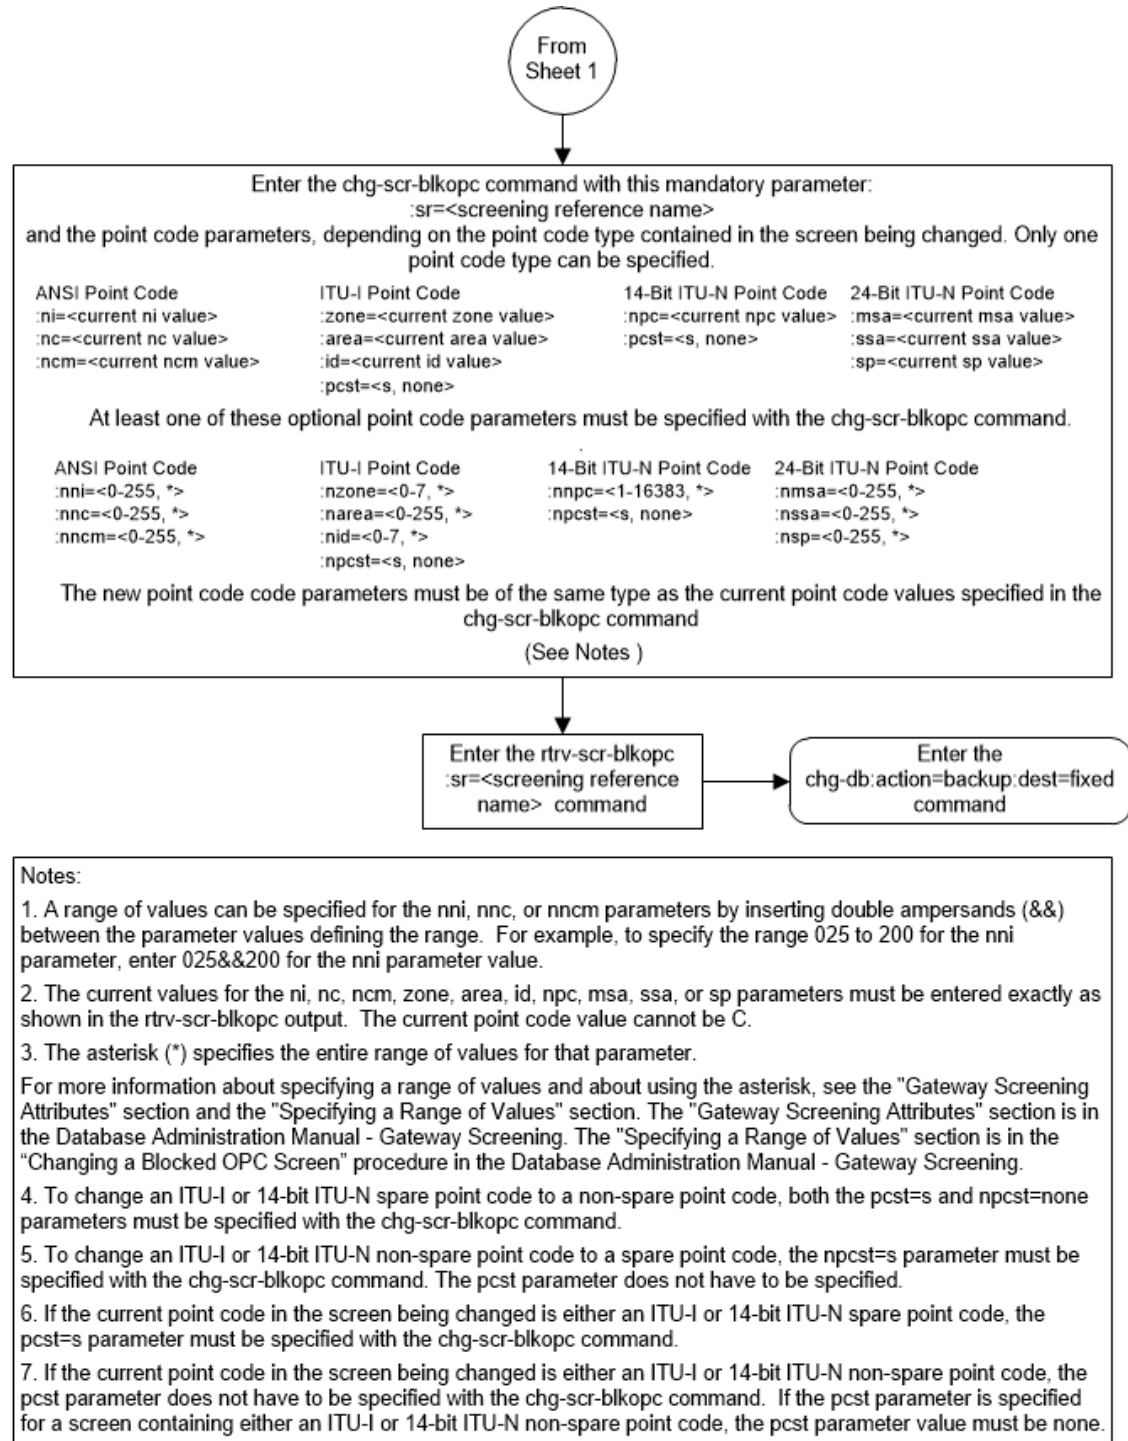 From
Sheet 1
Enter the chg-scr-blkopc command with this mandatory parameter:
:sr=<screening reference name>
and the point code parameters, depending on the point code type contained in the screen being changed. Only one
point code type can be specified.
ANSI Point Code
:ni=<current ni value>
:nc=<current nc value>
:ncm=<current ncm value>
ITU-I Point Code
:zone=<current zone value>
:area=<current area value>
:id=<current id value>
:pcst=<s, none>
14-Bit ITU-N Point Code
:npc=<current npc value>
:pcst=<s, none>
24-Bit ITU-N Point Code
:msa=<current msa value>
:ssa=<current ssa value>
:sp=<current sp value>
At least one of these optional point code parameters must be specified with the chg-scr-blkopc command.
ANSI Point Code
:nni=<0-255, *>
:nnc=<0-255, *>
:nncm=<0-255, *>
ITU-I Point Code
:nzone=<0-7, *>
:narea=<0-255, *>
:nid=<0-7, *>
:npcst=<s, none>
14-Bit ITU-N Point Code
:nnpc=<1-16383, *>
:npcst=<s, none>
24-Bit ITU-N Point Code
:nmsa=<0-255, *>
:nssa=<0-255, *>
:nsp=<0-255, *>
The new point code code parameters must be of the same type as the current point code values specified in the
chg-scr-blkopc command
(See Notes )
Enter the rtrv-scr-blkopc
:sr=<screening reference
name> command
Enter the
chg-db:action=backup:dest=fixed
command
Notes:
1. A range of values can be specified for the nni, nnc, or nncm parameters by inserting double ampersands (&&)
between the parameter values defining the range. For example, to specify the range 025 to 200 for the nni
parameter, enter 025&&200 for the nni parameter value.
2. The current values for the ni, nc, ncm, zone, area, id, npc, msa, ssa, or sp parameters must be entered exactly as
shown in the rtrv-scr-blkopc output. The current point code value cannot be C.
3. The asterisk (*) specifies the entire range of values for that parameter.
For more information about specifying a range of values and about using the asterisk, see the "Gateway Screening
Attributes" section and the "Specifying a Range of Values" section. The "Gateway Screening Attributes" section is in
the Database Administration Manual - Gateway Screening. The "Specifying a Range of Values" section is in the
“Changing a Blocked OPC Screen” procedure in the Database Administration Manual - Gateway Screening.
4. To change an ITU-I or 14-bit ITU-N spare point code to a non-spare point code, both the pcst=s and npcst=none
parameters must be specified with the chg-scr-blkopc command.
5. To change an ITU-I or 14-bit ITU-N non-spare point code to a spare point code, the npcst=s parameter must be
specified with the chg-scr-blkopc command. The pcst parameter does not have to be specified.
6. If the current point code in the screen being changed is either an ITU-I or 14-bit ITU-N spare point code, the
pcst=s parameter must be specified with the chg-scr-blkopc command.
7. If the current point code in the screen being changed is either an ITU-I or 14-bit ITU-N non-spare point code, the
pcst parameter does not have to be specified with the chg-scr-blkopc command. If the pcst parameter is specified
for a screen containing either an ITU-I or 14-bit ITU-N non-spare point code, the pcst parameter value must be none.